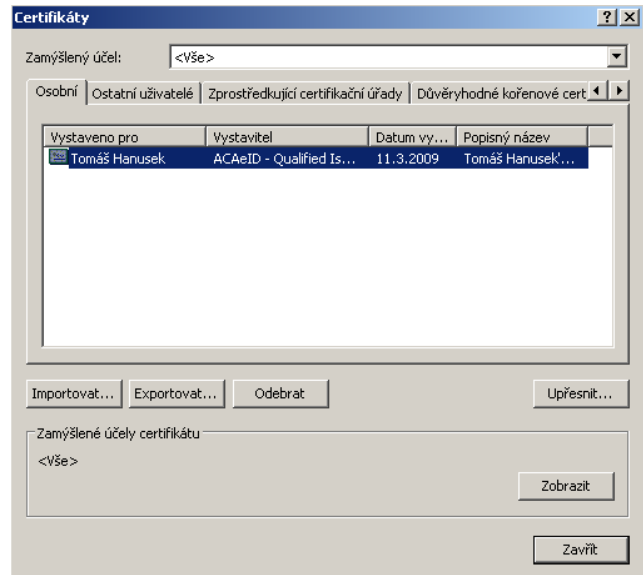 Certifikáty
Zamýšlený účel: <Vše>
Osobní Ostatní uživatelé Zprostředkující certifikační úřady Důvěryhodné kořenové cert
Vystaveno pro Vystavitel Datum vy... Popisný název
Tomáš Hanusek ACAeID - Qualified Is... 11.3.2009 Tomáš Hanusek'...
Importovat... Exportovat... Odebrat Upřesnit...
Zamýšlené účely certifikátu
<Vše>
Zobrazit
Zavřít